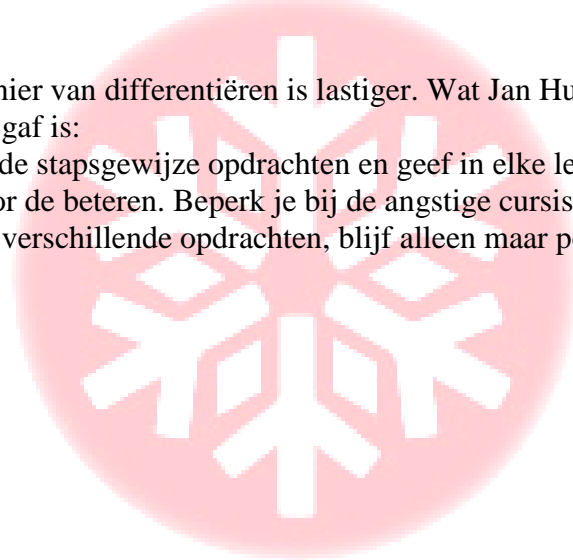 hier van differentiëren is lastiger. Wat Jan Hu
gaf is:
de stapsgewijze opdrachten en geef in elke le
or de beteren. Beperk je bij de angstige cursis
verschillende opdrachten, blijf alleen maar po